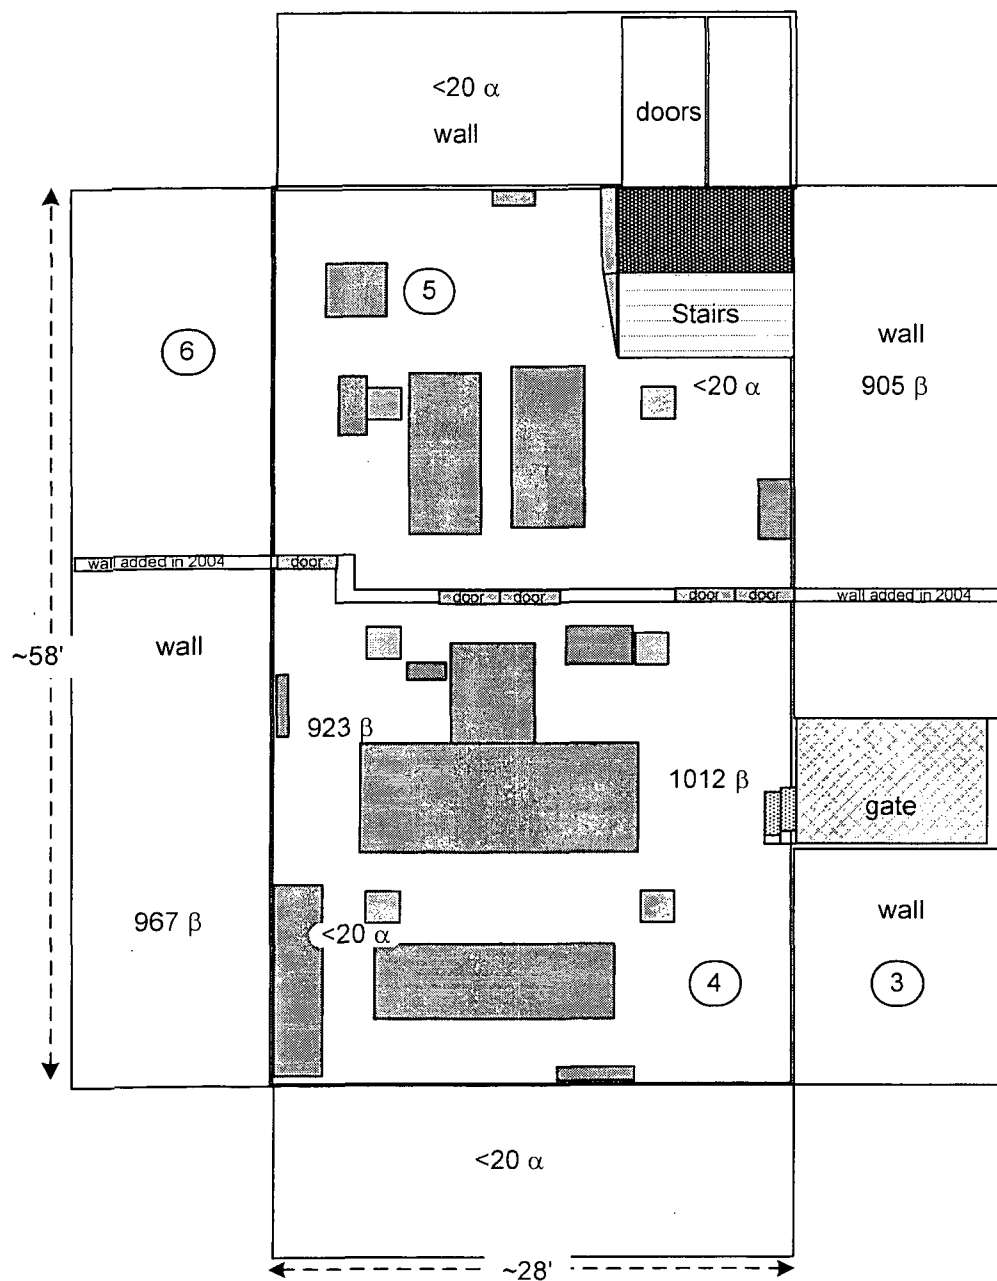 <20 α
wall
doors
5
Stairs
6
wall
<20 α
905 β
wall added in 2004
door
door
door
door
door
wall added in 2004
wall
~58'
923 β
1012 β
gate
967 β
<20 α
wall
4
3
<20 α
~28'